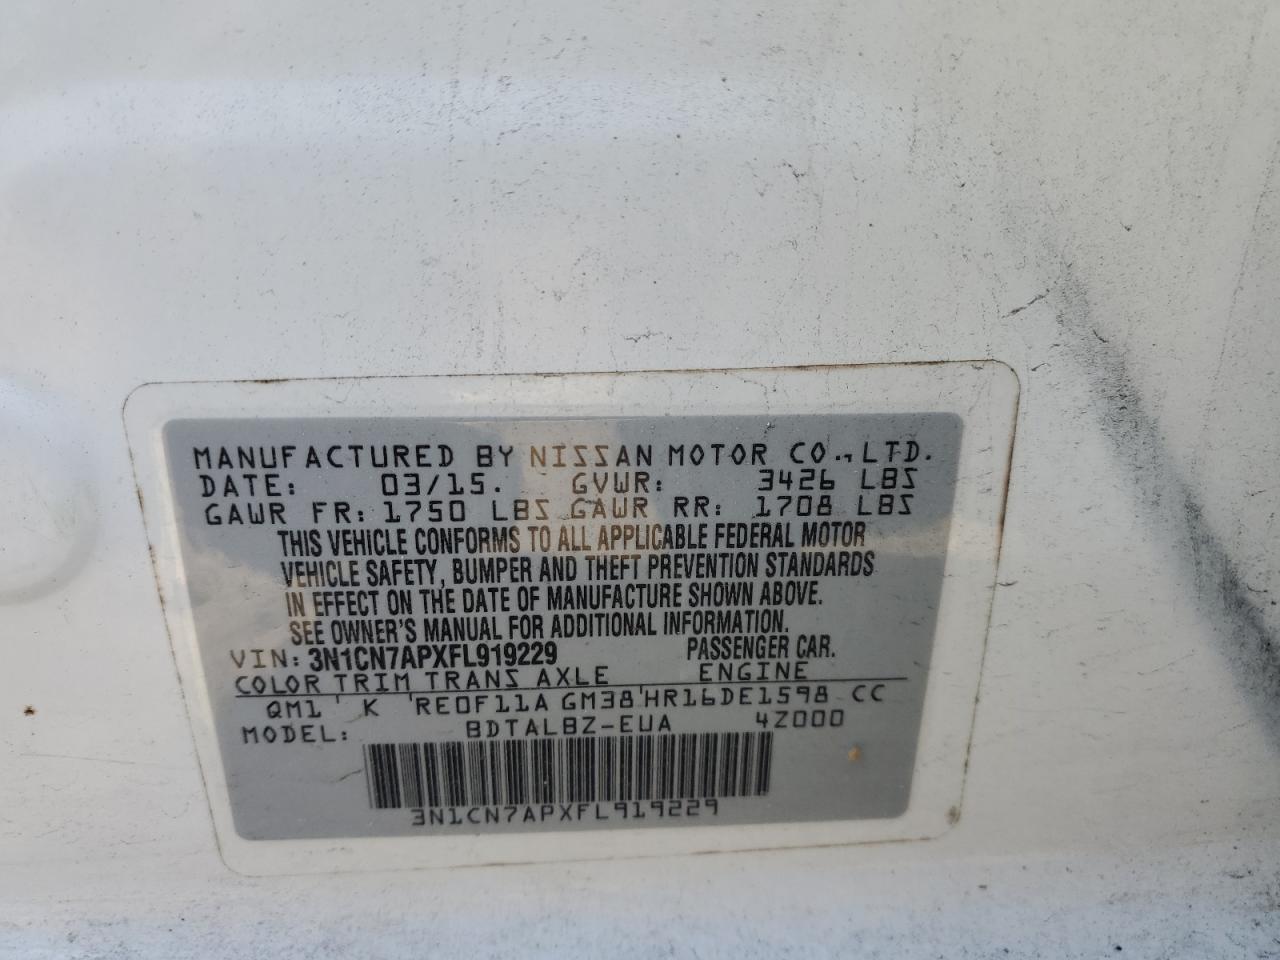 MANUFACTURED BY NISSAN MOTOR CO., LTD.
DATE: 03/15. GVWR: 3426 LBS
GAWR FR: 1750 LBS GAWR RR: 1708 LBS
THIS VEHICLE CONFORMS TO ALL APPLICABLE FEDERAL MOTOR
VEHICLE SAFETY, BUMPER AND THEFT PREVENTION STANDARDS
IN EFFECT ON THE DATE OF MANUFACTURE SHOWN ABOVE.
SEE OWNER'S MANUAL FOR ADDITIONAL INFORMATION.
VIN: 3N1CN7APXFL919229 PASSENGER CAR.
COLOR TRIM TRANS AXLE ENGINE
QM1 K RE0F11A GM38 HR16DE1598 CC
MODEL: BDTALBZ-EUA 4Z000
3N1CN7APXFL919229